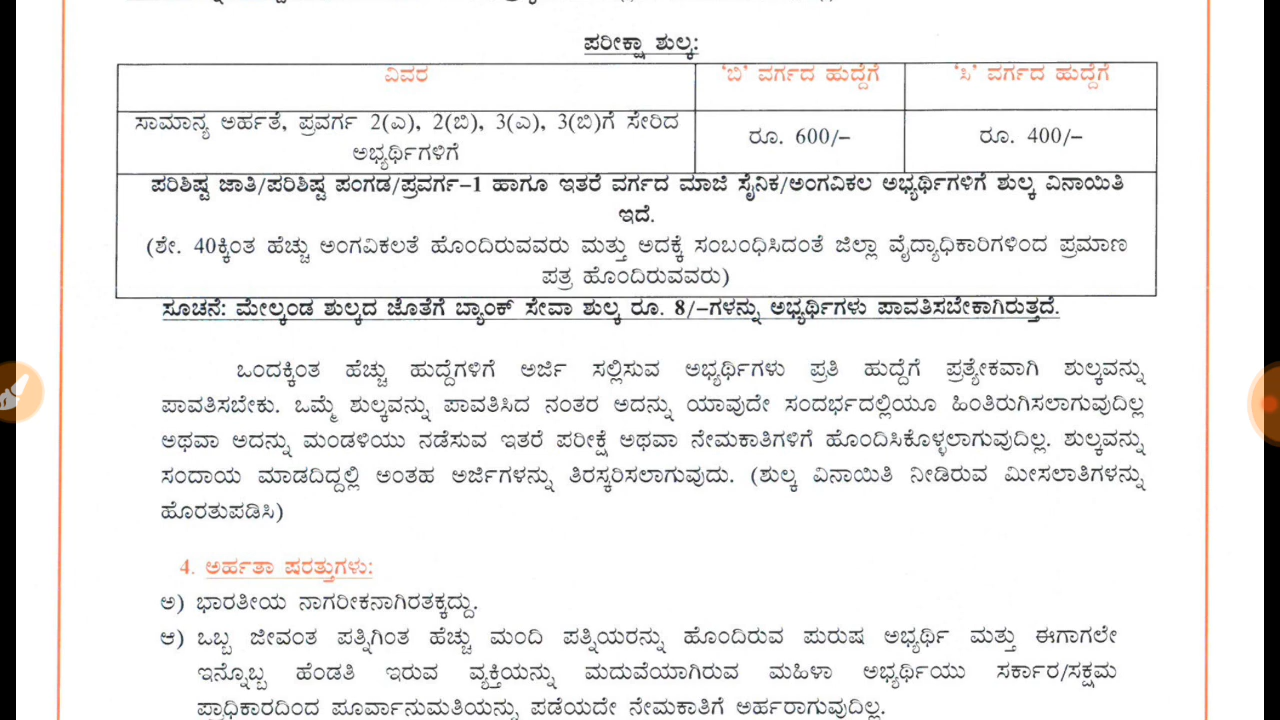 ಪರೀಕ್ಷಾ ಶುಲ್ಕ:
ವಿವರ 'ಬಿ' ವರ್ಗದ ಹುದ್ದೆಗೆ 'ಸಿ' ವರ್ಗದ ಹುದ್ದೆಗೆ
ಸಾಮಾನ್ಯ ಅರ್ಹತೆ, ಪ್ರವರ್ಗ 2(ಎ), 2(ಬಿ), 3(ಎ), 3(ಬಿ)ಗೆ ಸೇರಿದ
ಅಭ್ಯರ್ಥಿಗಳಿಗೆ
ರೂ. 600/-
ರೂ. 400/-
ಪರಿಶಿಷ್ಟ ಜಾತಿ/ಪರಿಶಿಷ್ಟ ಪಂಗಡ/ಪ್ರವರ್ಗ-1 ಹಾಗೂ ಇತರೆ ವರ್ಗದ ಮಾಜಿ ಸೈನಿಕ/ಅಂಗವಿಕಲ ಅಭ್ಯರ್ಥಿಗಳಿಗೆ ಶುಲ್ಕ ವಿನಾಯಿತಿ
ಇದೆ.
(ಶೇ. 40ಕ್ಕಿಂತ ಹೆಚ್ಚು ಅಂಗವಿಕಲತೆ ಹೊಂದಿರುವವರು ಮತ್ತು ಅದಕ್ಕೆ ಸಂಬಂಧಿಸಿದಂತೆ ಜಿಲ್ಲಾ ವೈದ್ಯಾಧಿಕಾರಿಗಳಿಂದ ಪ್ರಮಾಣ
ಪತ್ರ ಹೊಂದಿರುವವರು)
ಸೂಚನೆ: ಮೇಲ್ಕಂಡ ಶುಲ್ಕದ ಜೊತೆಗೆ ಬ್ಯಾಂಕ್ ಸೇವಾ ಶುಲ್ಕ ರೂ. 8/-ಗಳನ್ನು ಅಭ್ಯರ್ಥಿಗಳು ಪಾವತಿಸಬೇಕಾಗಿರುತ್ತದೆ.
ಒಂದಕ್ಕಿಂತ ಹೆಚ್ಚು ಹುದ್ದೆಗಳಿಗೆ ಅರ್ಜಿ ಸಲ್ಲಿಸುವ ಅಭ್ಯರ್ಥಿಗಳು ಪ್ರತಿ ಹುದ್ದೆಗೆ ಪ್ರತ್ಯೇಕವಾಗಿ ಶುಲ್ಕವನ್ನು
ಪಾವತಿಸಬೇಕು. ಒಮ್ಮೆ ಶುಲ್ಕವನ್ನು ಪಾವತಿಸಿದ ನಂತರ ಅದನ್ನು ಯಾವುದೇ ಸಂದರ್ಭದಲ್ಲಿಯೂ ಹಿಂತಿರುಗಿಸಲಾಗುವುದಿಲ್ಲ
ಅಥವಾ ಅದನ್ನು ಮಂಡಳಿಯು ನಡೆಸುವ ಇತರೆ ಪರೀಕ್ಷೆ ಅಥವಾ ನೇಮಕಾತಿಗಳಿಗೆ ಹೊಂದಿಸಿಕೊಳ್ಳಲಾಗುವುದಿಲ್ಲ. ಶುಲ್ಕವನ್ನು
ಸಂದಾಯ ಮಾಡದಿದ್ದಲ್ಲಿ ಅಂತಹ ಅರ್ಜಿಗಳನ್ನು ತಿರಸ್ಕರಿಸಲಾಗುವುದು. (ಶುಲ್ಕ ವಿನಾಯಿತಿ ನೀಡಿರುವ ಮೀಸಲಾತಿಗಳನ್ನು
ಹೊರತುಪಡಿಸಿ)
4. ಅರ್ಹತಾ ಷರತ್ತುಗಳು:
ಅ) ಭಾರತೀಯ ನಾಗರೀಕನಾಗಿರತಕ್ಕದ್ದು.
ಆ) ಒಬ್ಬ ಜೀವಂತ ಪತ್ನಿಗಿಂತ ಹೆಚ್ಚು ಮಂದಿ ಪತ್ನಿಯರನ್ನು ಹೊಂದಿರುವ ಪುರುಷ ಅಭ್ಯರ್ಥಿ ಮತ್ತು ಈಗಾಗಲೇ
ಇನ್ನೊಬ್ಬ ಹೆಂಡತಿ ಇರುವ ವ್ಯಕ್ತಿಯನ್ನು ಮದುವೆಯಾಗಿರುವ ಮಹಿಳಾ ಅಭ್ಯರ್ಥಿಯು ಸರ್ಕಾರ/ಸಕ್ಷಮ
ಪ್ರಾಧಿಕಾರದಿಂದ ಪೂರ್ವಾನುಮತಿಯನ್ನು ಪಡೆಯದೇ ನೇಮಕಾತಿಗೆ ಅರ್ಹರಾಗುವುದಿಲ್ಲ.